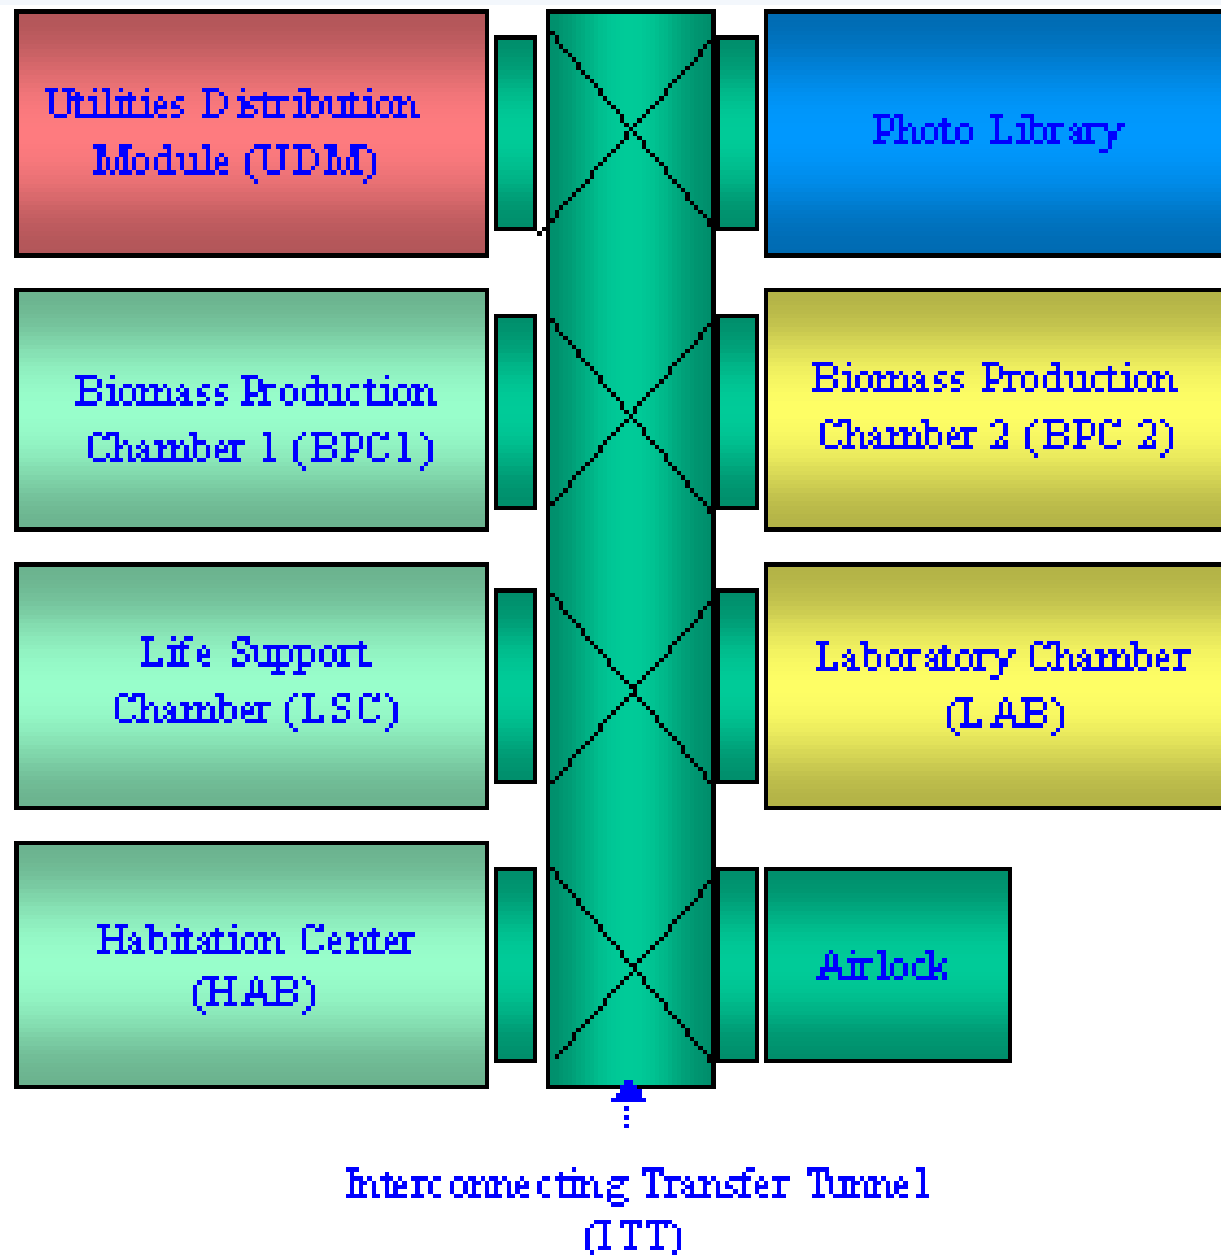 Utilities Distribution
Module (UDM)
Photo Library
Biomass Production
Chamber 1 (BPC1)
Biomass Production
Chamber 2 (BPC 2)
Life Support
Chamber (LSC)
Laboratory Chamber
(LAB)
Habitation Center
(HAB)
Airlock
Interconnecting Transfer Tunnel
(ITT)